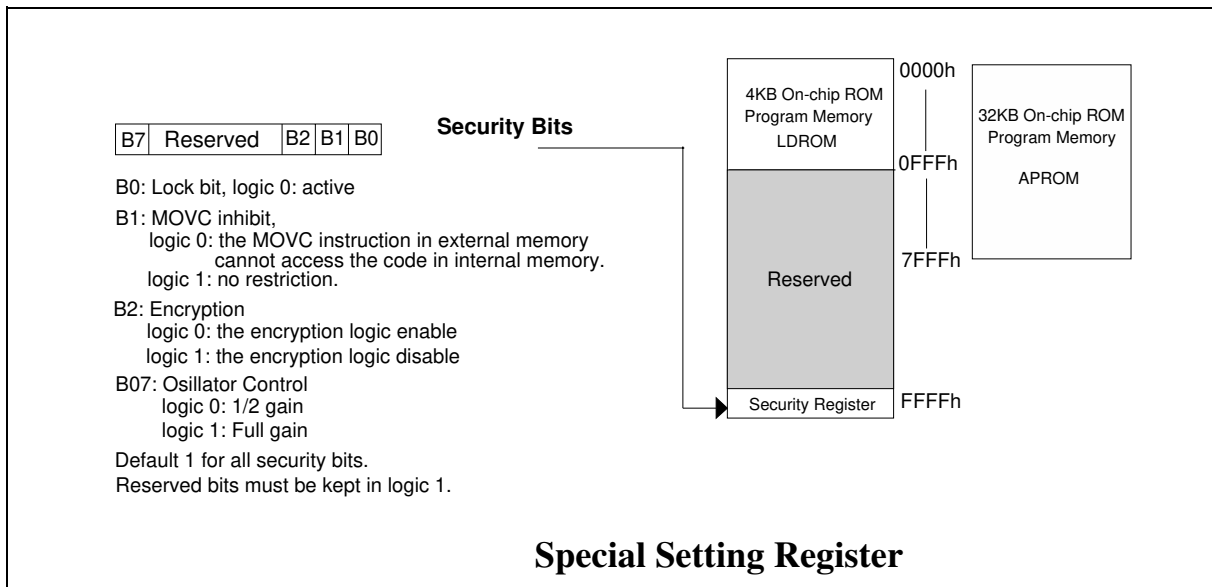 B7 Reserved B2 B1 B0
Security Bits
B0: Lock bit, logic 0: active
B1: MOVC inhibit,
logic 0: the MOVC instruction in external memory
cannot access the code in internal memory.
logic 1: no restriction.
B2: Encryption
logic 0: the encryption logic enable
logic 1: the encryption logic disable
B07: Osillator Control
logic 0: 1/2 gain
logic 1: Full gain
Default 1 for all security bits.
Reserved bits must be kept in logic 1.
4KB On-chip ROM
Program Memory
LDROM
Reserved
Security Register
0000h
0FFFh
7FFFh
FFFFh
32KB On-chip ROM
Program Memory
APROM
Special Setting Register